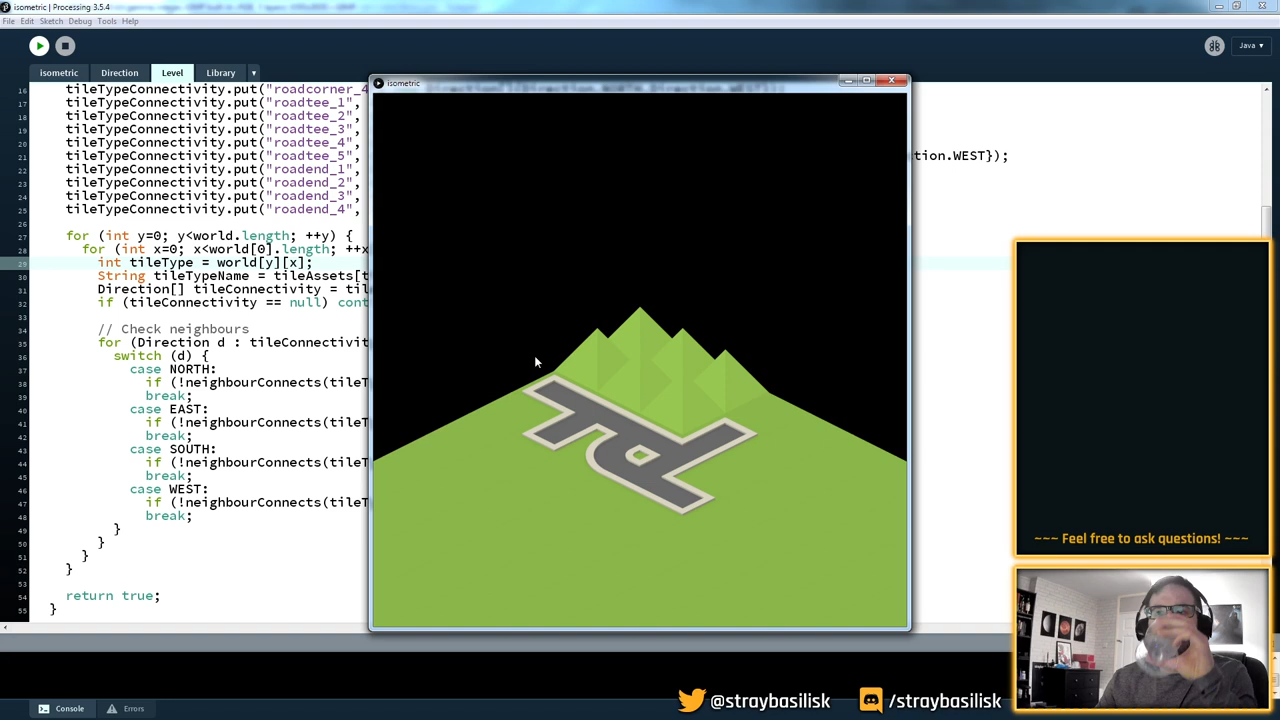 isometric | Processing 3.5.4
File Edit Sketch Debug Tools Help
Java
isometric Direction Level Library
16 tileTypeConnectivity.put("roadcorner_4
17 tileTypeConnectivity.put("roadtee_1",
18 tileTypeConnectivity.put("roadtee_2",
19 tileTypeConnectivity.put("roadtee_3",
20 tileTypeConnectivity.put("roadtee_4",
21 tileTypeConnectivity.put("roadtee_5", tion.WEST});
22 tileTypeConnectivity.put("roadend_1",
23 tileTypeConnectivity.put("roadend_2",
24 tileTypeConnectivity.put("roadend_3",
25 tileTypeConnectivity.put("roadend_4",
26
27 for (int y=0; y<world.length; ++y) {
28 for (int x=0; x<world[0].length; ++x
29 int tileType = world[y][x];
30 String tileTypeName = tileAssets[t
31 Direction[] tileConnectivity = til
32 if (tileConnectivity == null) cont
33
34 // Check neighbours
35 for (Direction d : tileConnectivit
36 switch (d) {
37 case NORTH:
38 if (!neighbourConnects(tileT
39 break;
40 case EAST:
41 if (!neighbourConnects(tileT
42 break;
43 case SOUTH:
44 if (!neighbourConnects(tileT
45 break;
46 case WEST:
47 if (!neighbourConnects(tileT
48 break;
49 }
50 }
51 }
52 }
53
54 return true;
55 }
isometric
~~~ Feel free to ask questions! ~~~
@straybasilisk /straybasilisk
Console Errors